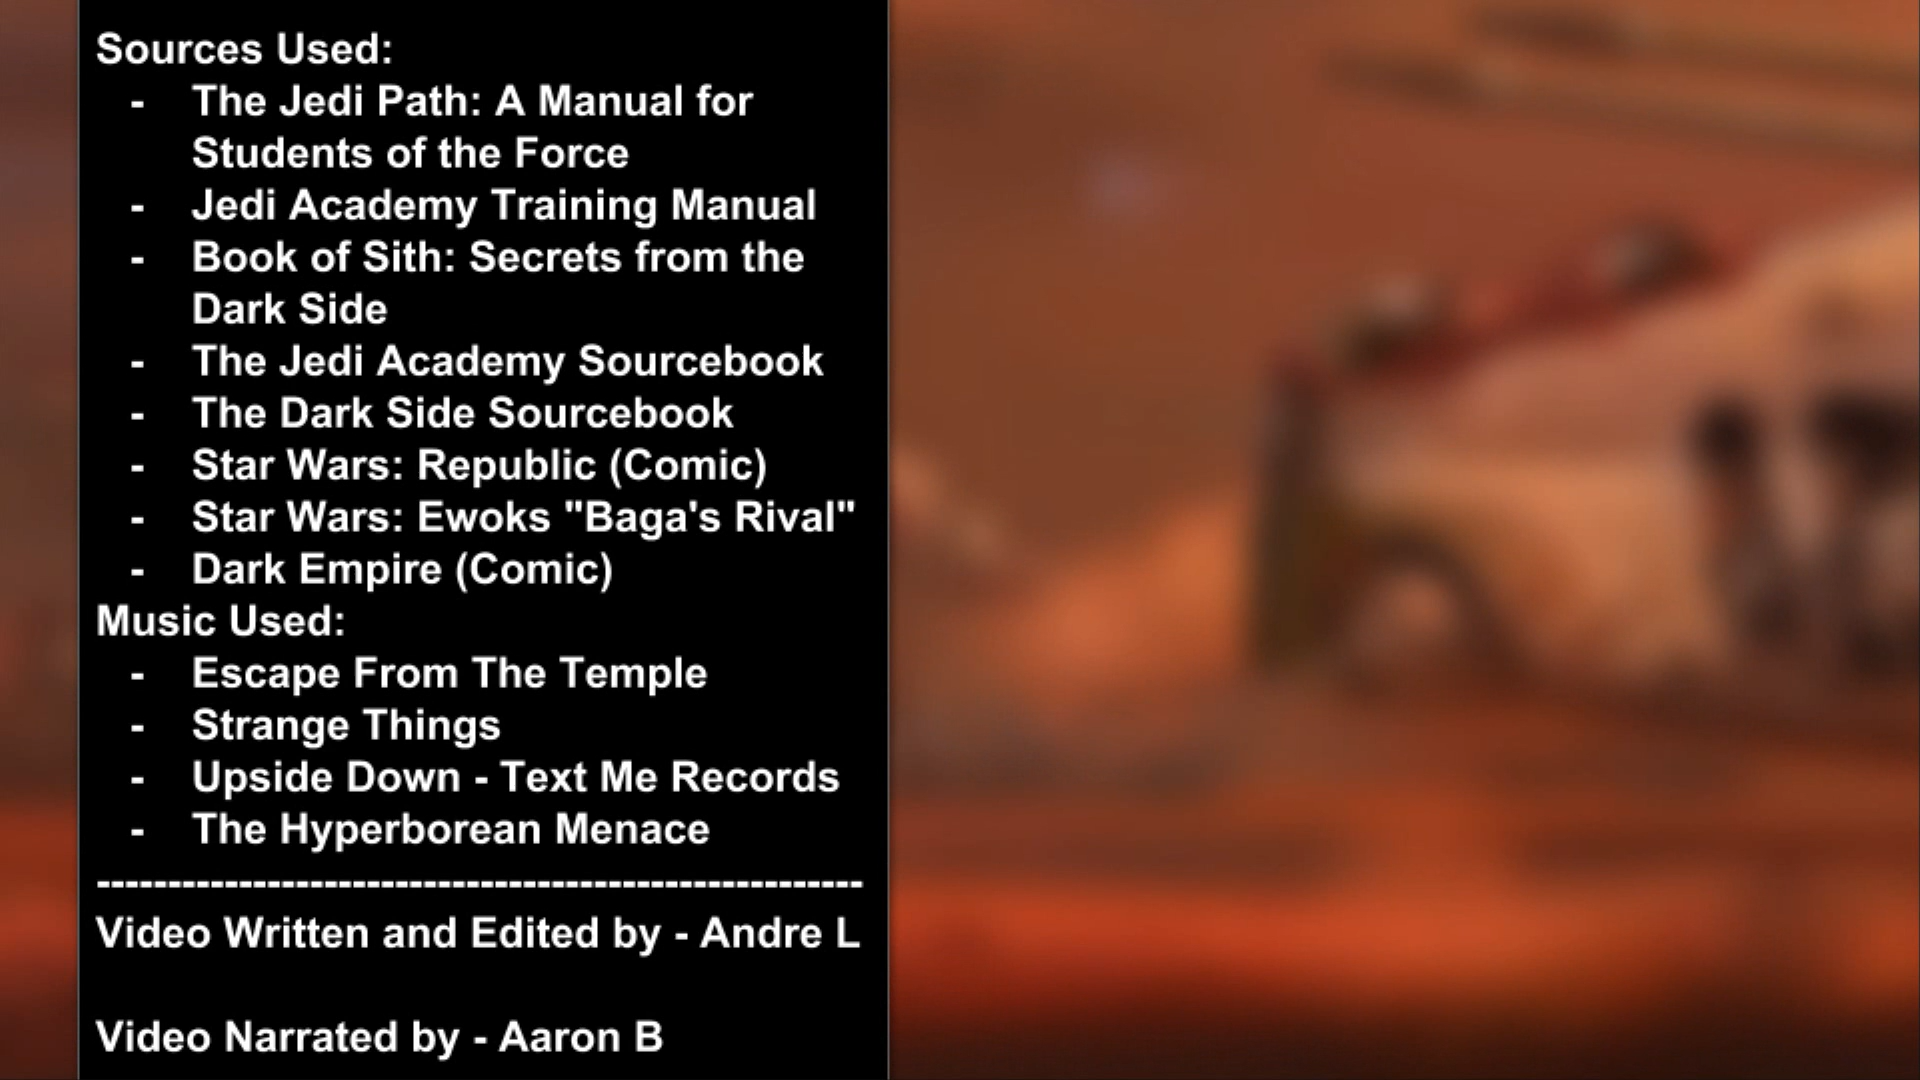 Sources Used:
- The Jedi Path: A Manual for
Students of the Force
- Jedi Academy Training Manual
- Book of Sith: Secrets from the
Dark Side
- The Jedi Academy Sourcebook
- The Dark Side Sourcebook
- Star Wars: Republic (Comic)
- Star Wars: Ewoks "Baga's Rival"
- Dark Empire (Comic)
Music Used:
- Escape From The Temple
- Strange Things
- Upside Down - Text Me Records
- The Hyperborean Menace
------------------------------------------------------
Video Written and Edited by - Andre L
Video Narrated by - Aaron B